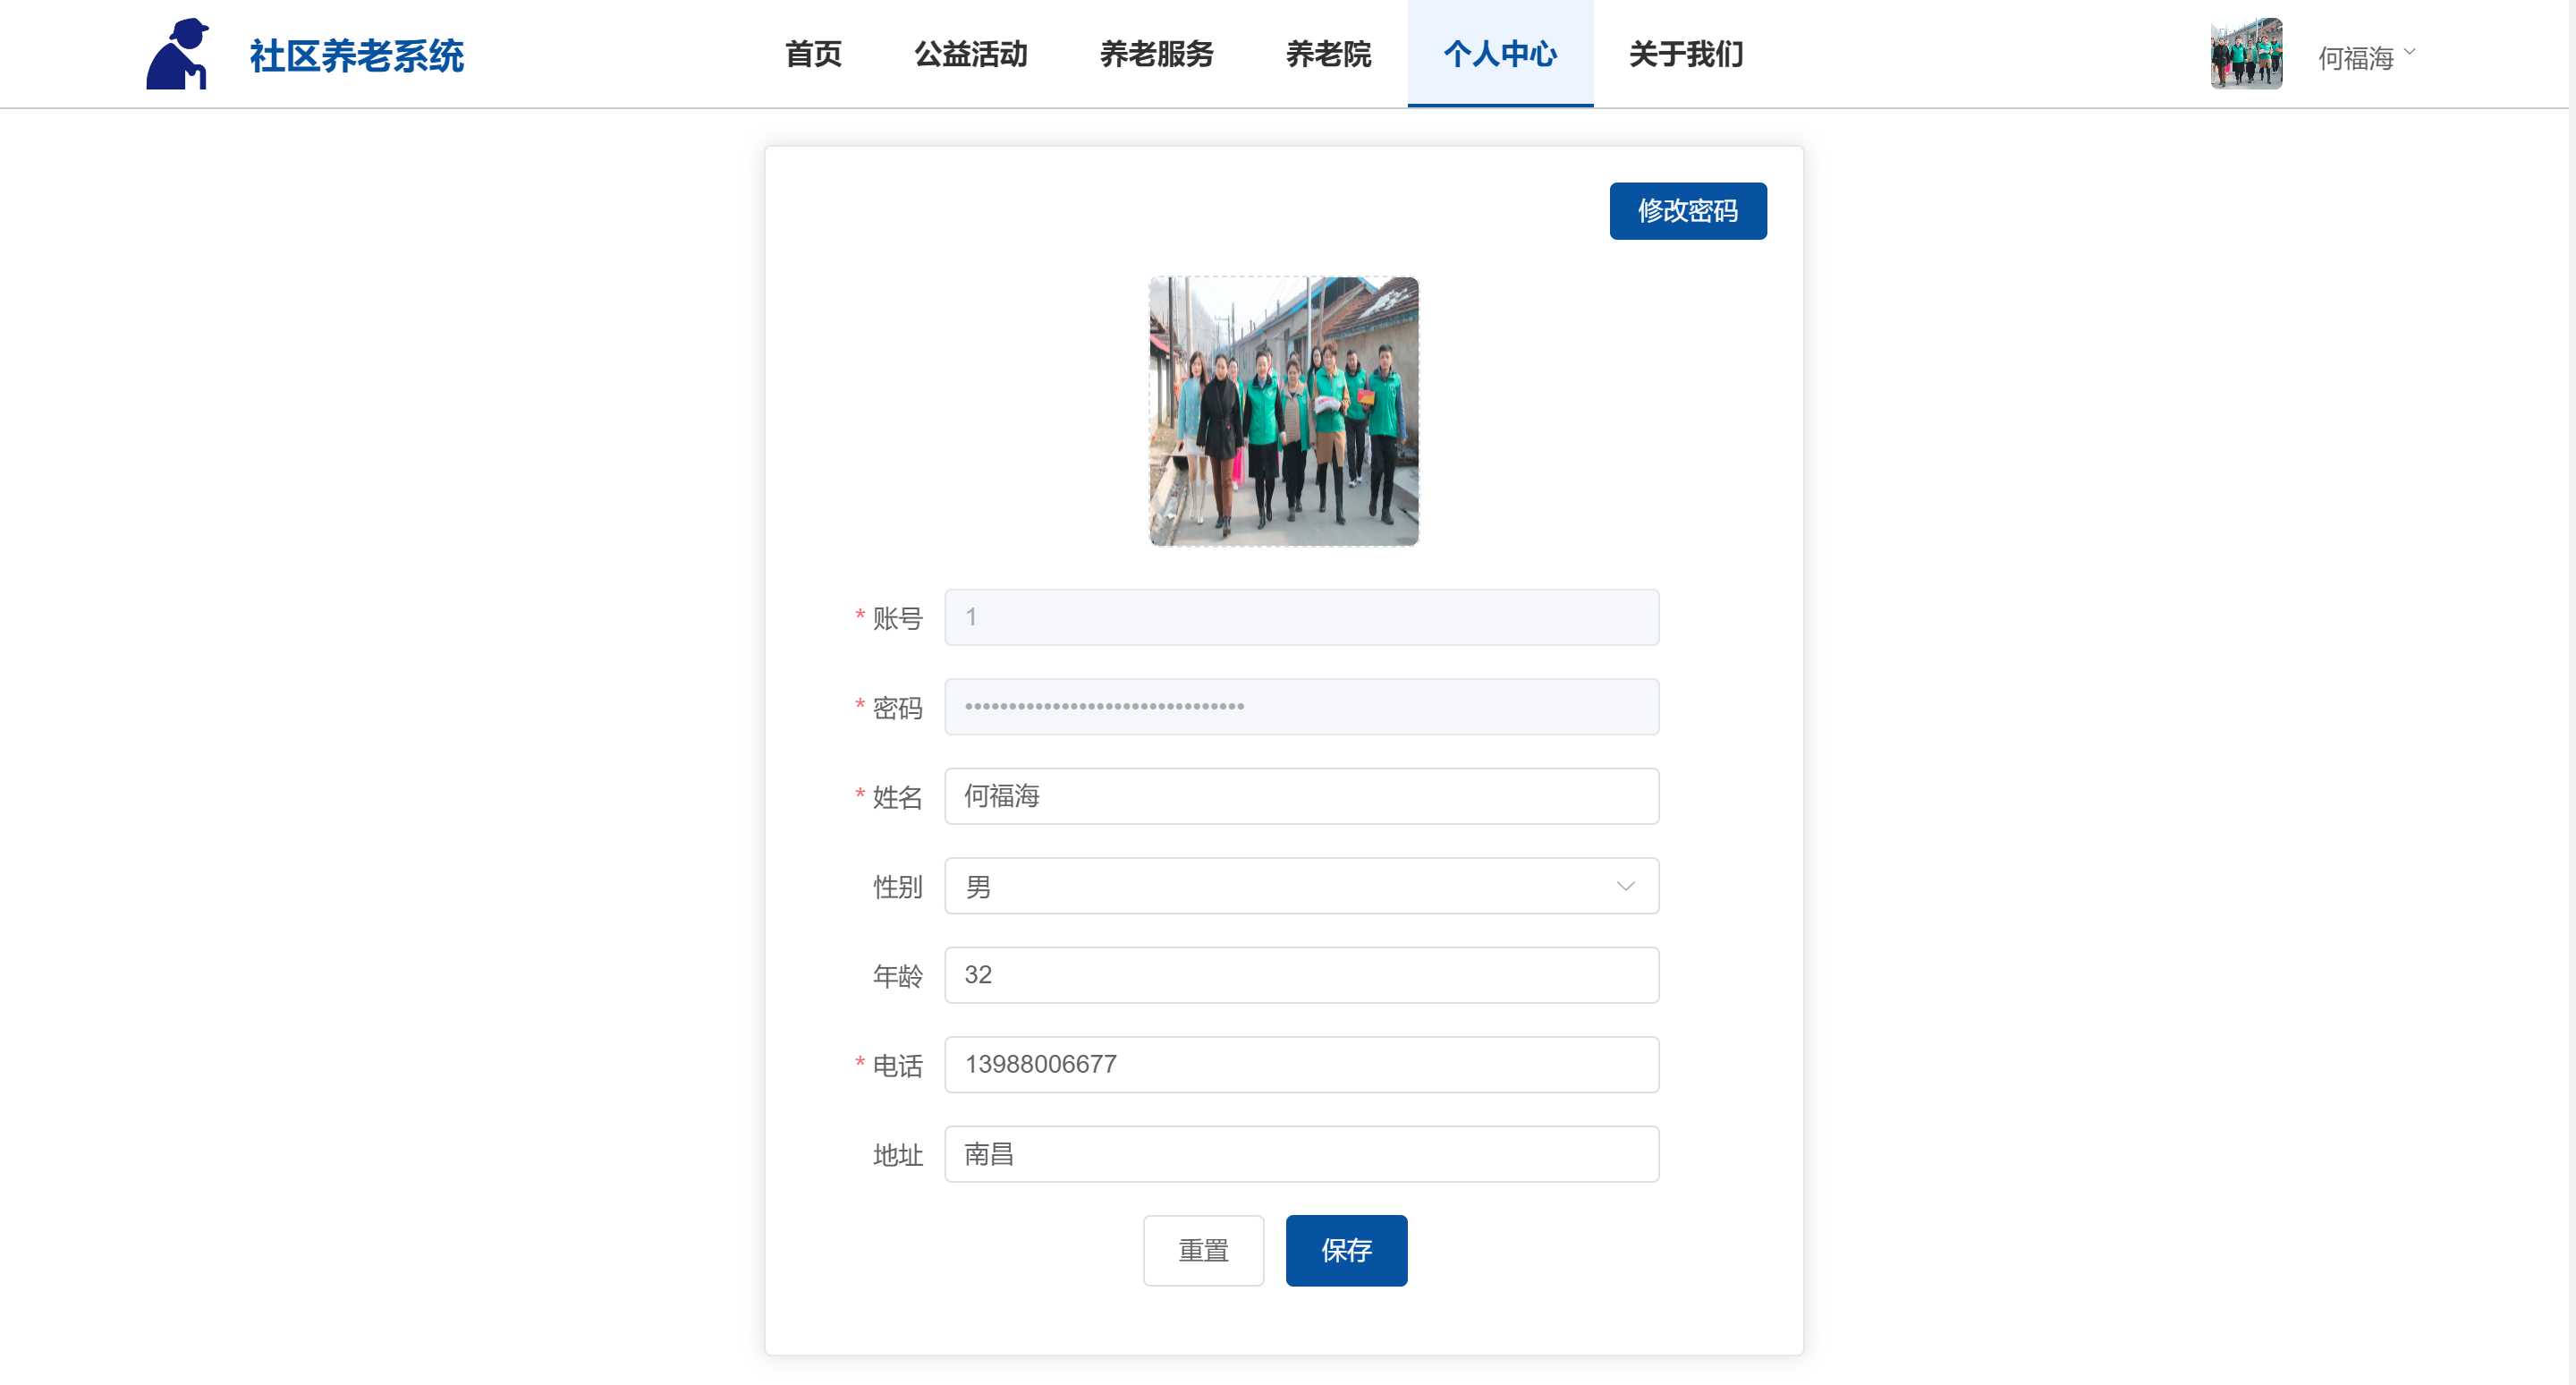 社区养老系统
首页 公益活动 养老服务 养老院 个人中心 关于我们
何福海
修改密码
* 账号 1
* 密码 ••••••••••••••••••••••••••••••••
* 姓名 何福海
性别 男
年龄 32
* 电话 13988006677
地址 南昌
重置 保存